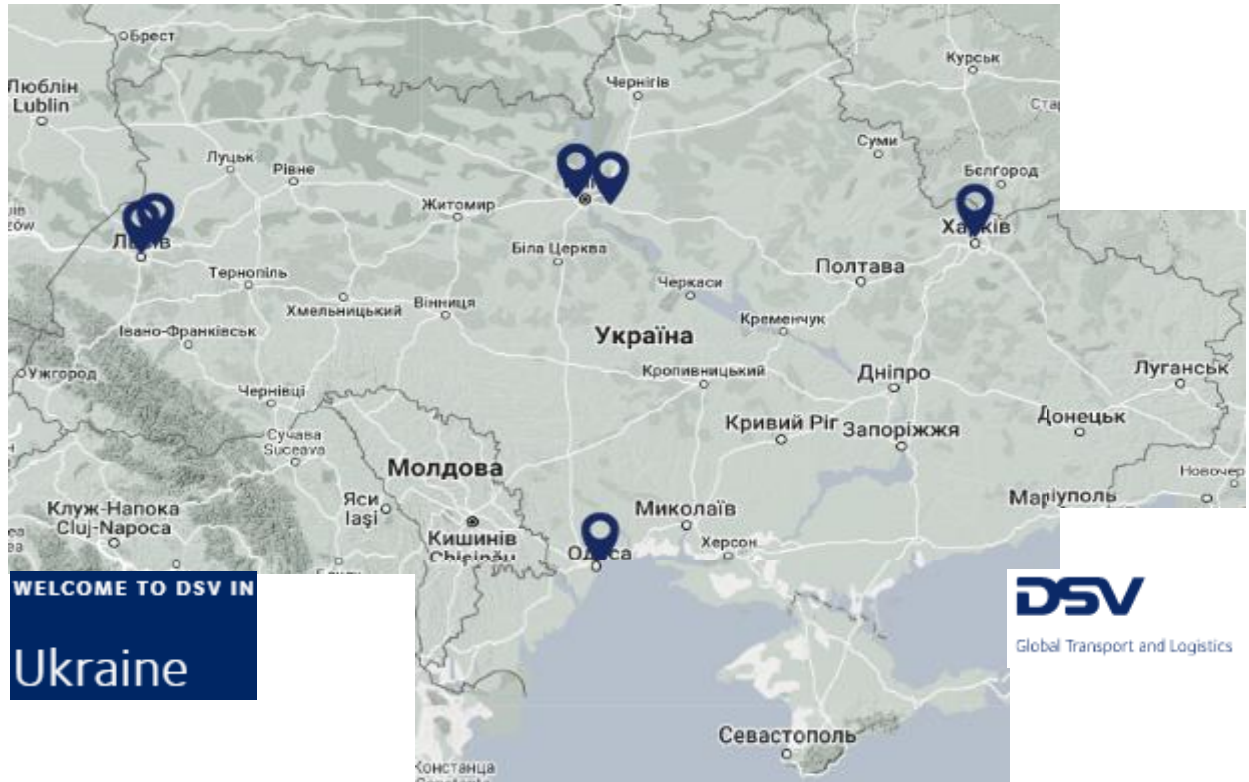 Брест
Курськ
Люблін
Lublin
Чернігів
Суми
Луцьк
Рівне
Бєлгород
Житомир
Біла Церква
Тернопіль
Полтава
Черкаси
Хмельницький
Вінниця
Івано-Франківськ
Кременчук
Україна
Ужгород
Кропивницький
Дніпро
Луганськ
Чернівці
Кривий Ріг
Запоріжжя
Донецьк
Сучава
Suceava
Молдова
Клуж-Напока
Cluj-Napoca
Яси
Iaşi
Миколаїв
Кишинів
Chişinău
Херсон
WELCOME TO DSV IN
Ukraine
DSV
Global Transport and Logistics
Севастополь
Констанца